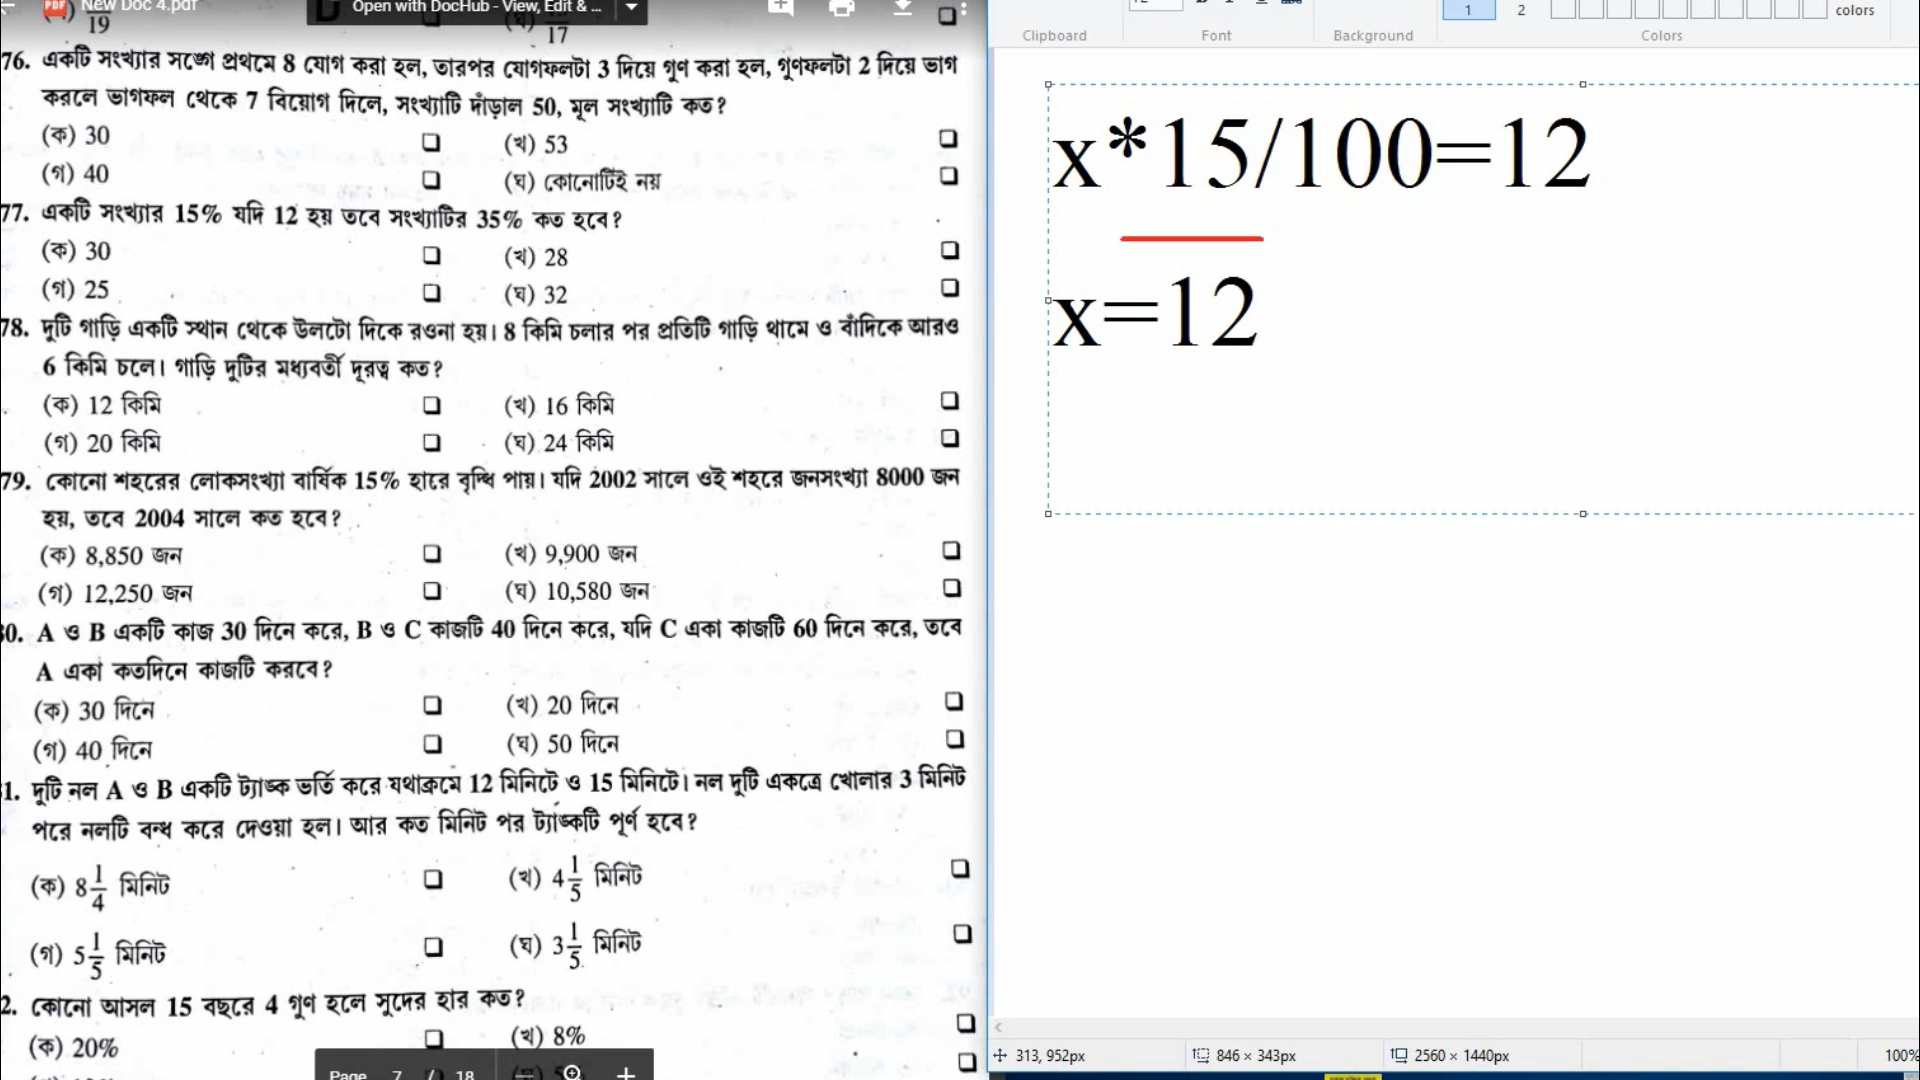 New Doc 4.pdf
Open with DocHub - View, Edit & ...
19
17
76. একটি সংখ্যার সঙ্গে প্রথমে 8 যোগ করা হল, তারপর যোগফলটা 3 দিয়ে গুণ করা হল, গুণফলটা 2 দিয়ে ভাগ
করলে ভাগফল থেকে 7 বিয়োগ দিলে, সংখ্যাটি দাঁড়াল 50, মূল সংখ্যাটি কত?
(ক) 30 (খ) 53
(গ) 40 (ঘ) কোনোটিই নয়
77. একটি সংখ্যার 15% যদি 12 হয় তবে সংখ্যাটির 35% কত হবে?
(ক) 30 (খ) 28
(গ) 25 (ঘ) 32
78. দুটি গাড়ি একটি স্থান থেকে উলটো দিকে রওনা হয়। 8 কিমি চলার পর প্রতিটি গাড়ি থামে ও বাঁদিকে আরও
6 কিমি চলে। গাড়ি দুটির মধ্যবর্তী দূরত্ব কত?
(ক) 12 কিমি (খ) 16 কিমি
(গ) 20 কিমি (ঘ) 24 কিমি
79. কোনো শহরের লোকসংখ্যা বার্ষিক 15% হারে বৃদ্ধি পায়। যদি 2002 সালে ওই শহরে জনসংখ্যা 8000 জন
হয়, তবে 2004 সালে কত হবে?
(ক) 8,850 জন (খ) 9,900 জন
(গ) 12,250 জন (ঘ) 10,580 জন
0. A ও B একটি কাজ 30 দিনে করে, B ও C কাজটি 40 দিনে করে, যদি C একা কাজটি 60 দিনে করে, তবে
A একা কতদিনে কাজটি করবে?
(ক) 30 দিনে (খ) 20 দিনে
(গ) 40 দিনে (ঘ) 50 দিনে
1. দুটি নল A ও B একটি ট্যাঙ্ক ভর্তি করে যথাক্রমে 12 মিনিটে ও 15 মিনিটে। নল দুটি একত্রে খোলার 3 মিনিট
পরে নলটি বন্ধ করে দেওয়া হল। আর কত মিনিট পর ট্যাঙ্কটি পূর্ণ হবে?
(ক) 8 1/4 মিনিট (খ) 4 1/5 মিনিট
(গ) 5 1/5 মিনিট (ঘ) 3 1/5 মিনিট
2. কোনো আসল 15 বছরে 4 গুণ হলে সুদের হার কত?
(ক) 20% (খ) 8%
Page 7 / 18
1 2 colors
Clipboard Font Background Colors
x*15/100=12
x=12
313, 952px 846 × 343px 2560 × 1440px 100%